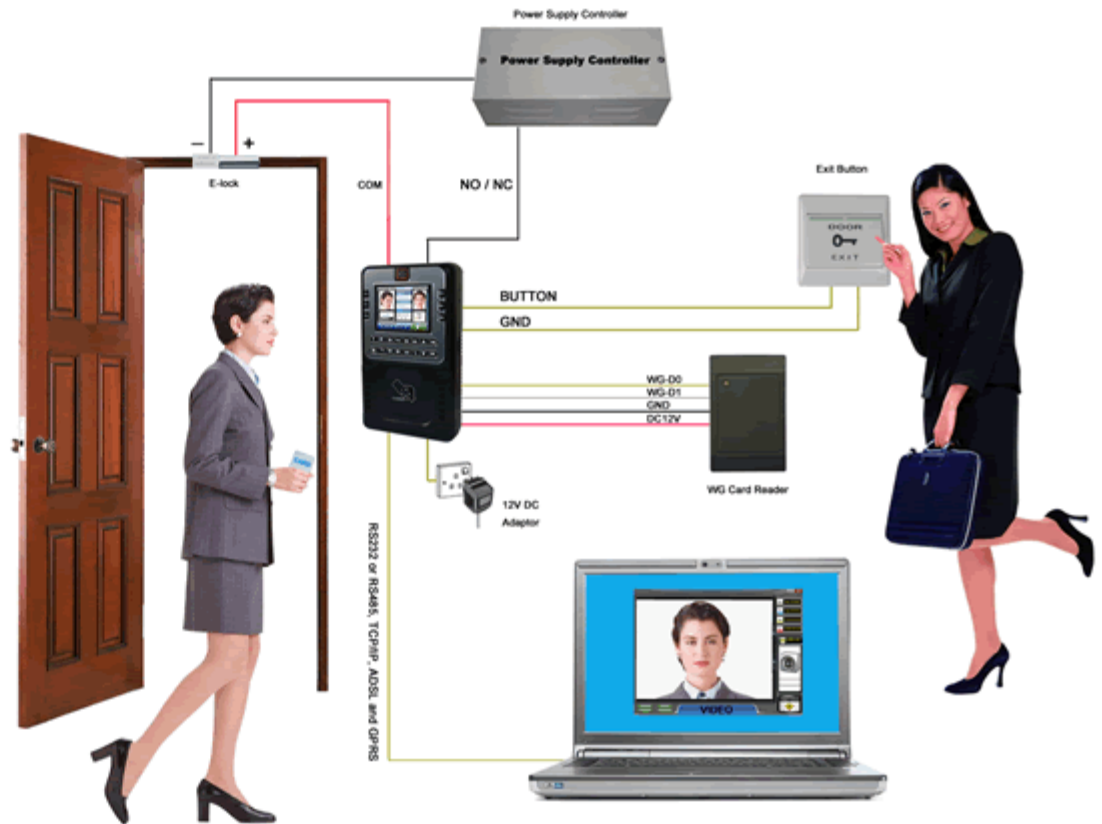 Power Supply Controller
Power Supply Controller
− +
E-lock
COM
NO / NC
Exit Button
DOOR
EXIT
BUTTON
GND
WG-D0
WG-D1
GND
DC12V
WG Card Reader
12V DC
Adaptor
CARD
RS232 or RS485, TCP/IP, ADSL and GPRS
VIDEO